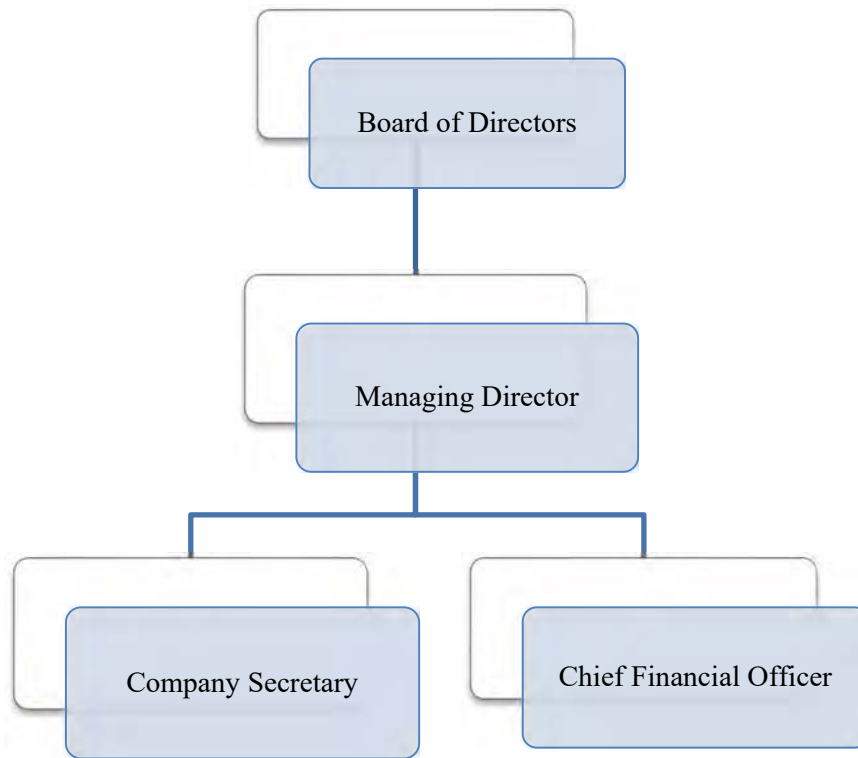 Board of Directors
Managing Director
Company Secretary
Chief Financial Officer